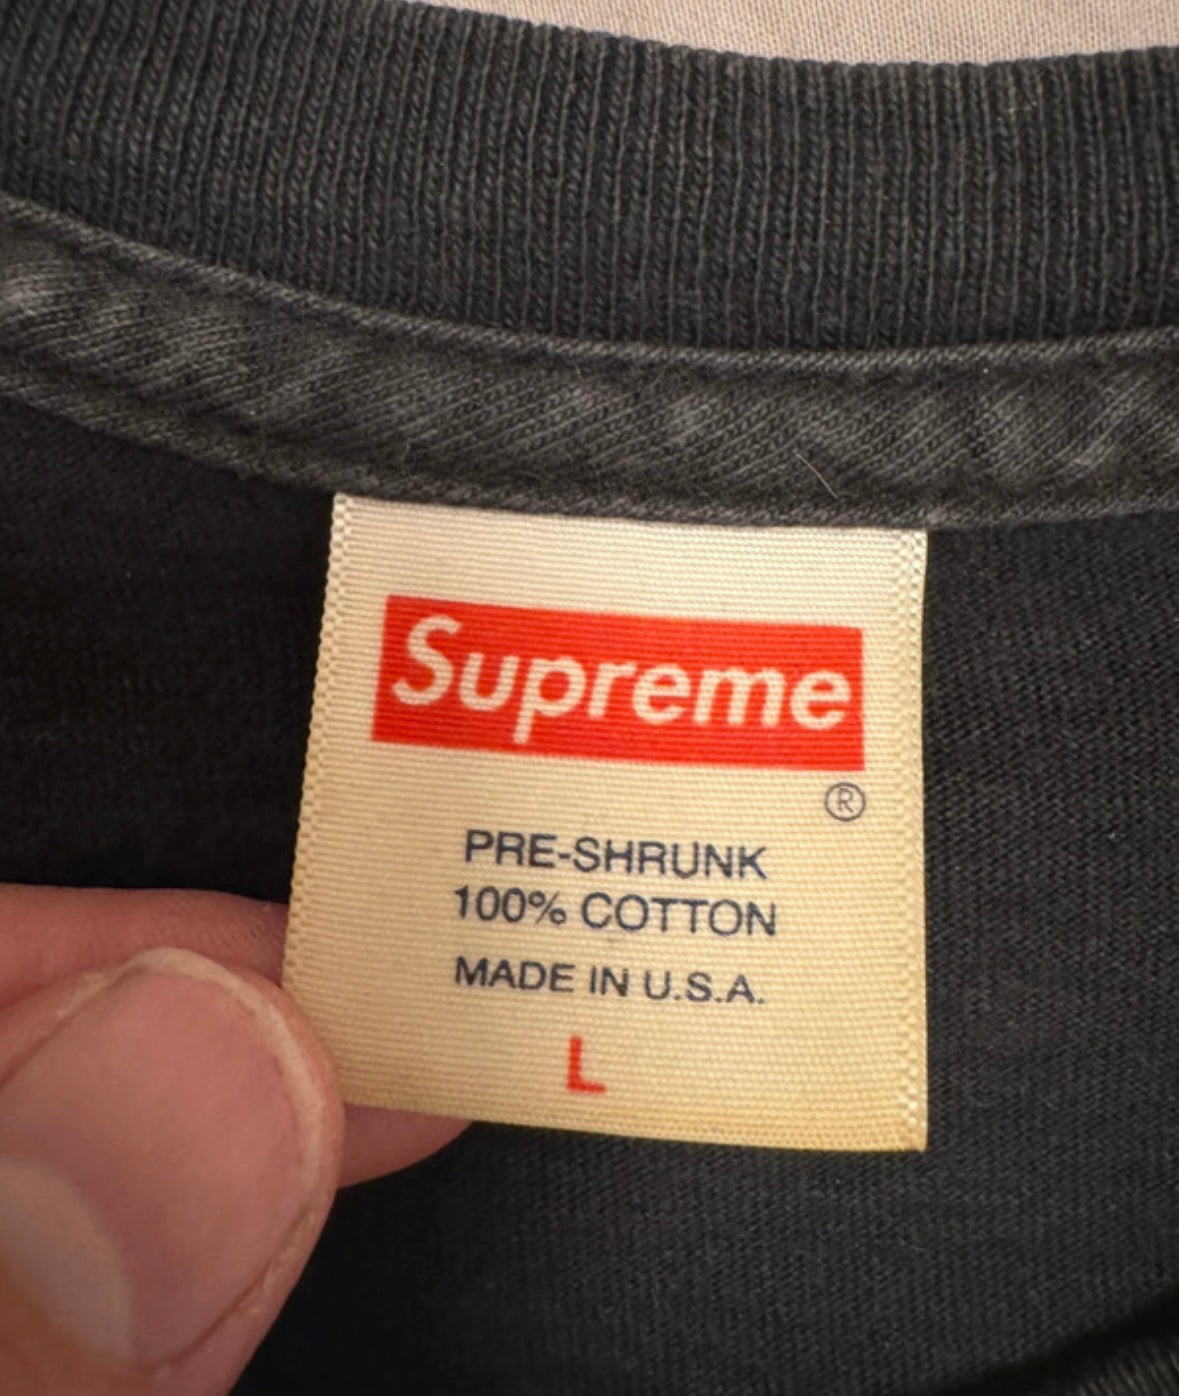 Supreme
®
PRE-SHRUNK
100% COTTON
MADE IN U.S.A.
L